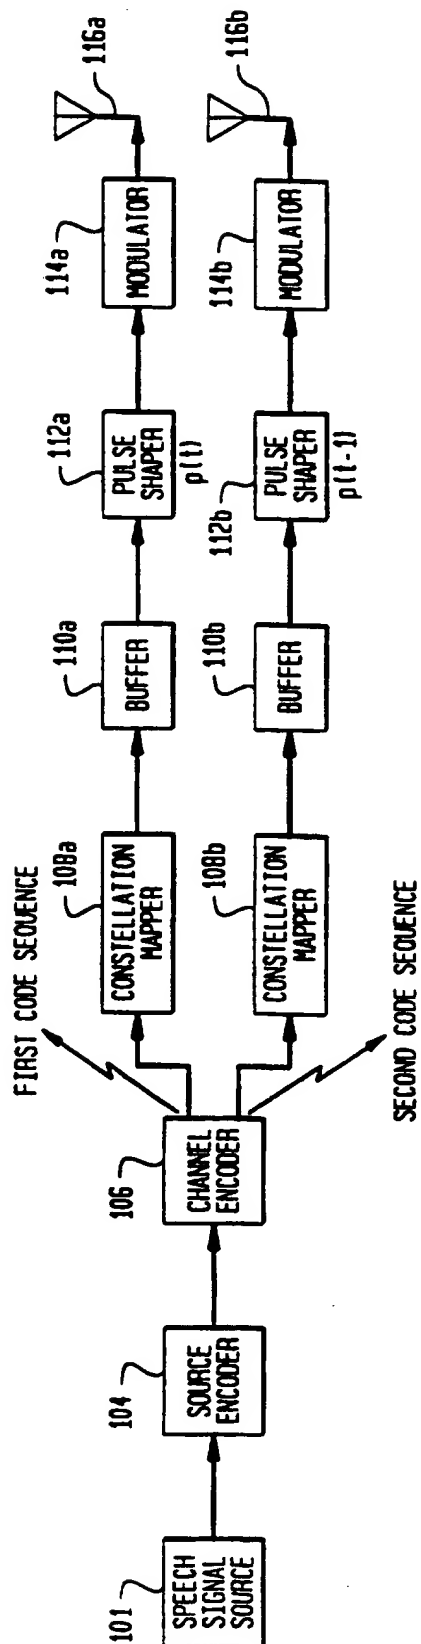 101
SPEECH
SIGNAL
SOURCE
104
SOURCE
ENCODER
106
CHANNEL
ENCODER
FIRST CODE SEQUENCE
SECOND CODE SEQUENCE
108a
CONSTELLATION
MAPPER
110a
BUFFER
112a
PULSE
SHAPER
p(t)
114a
MODULATOR
116a
108b
CONSTELLATION
MAPPER
110b
BUFFER
112b
PULSE
SHAPER
p(t-1)
114b
MODULATOR
116b